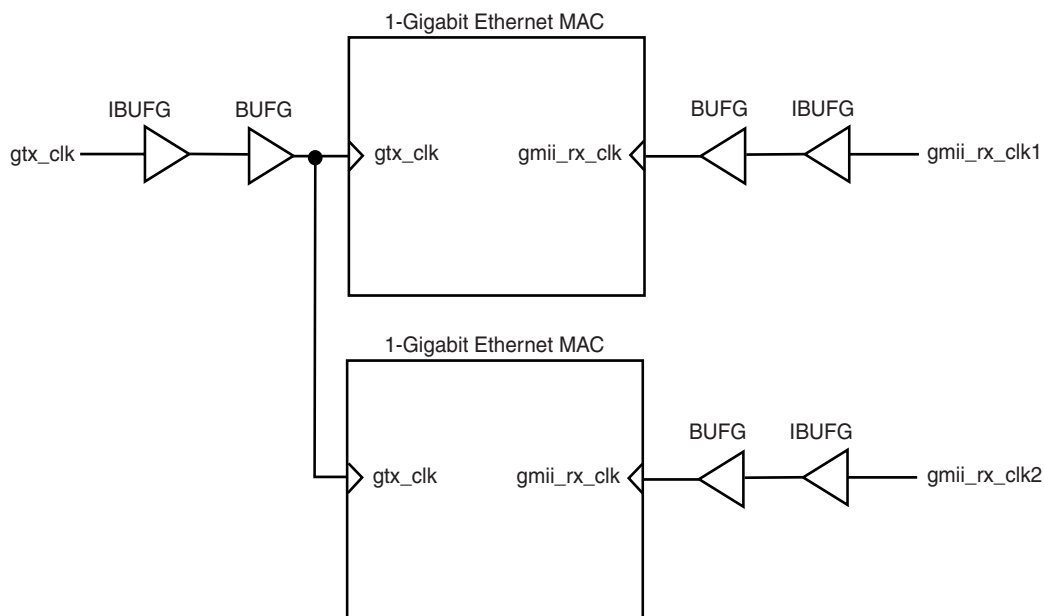 1-Gigabit Ethernet MAC
IBUFG
BUFG
BUFG
IBUFG
gtx_clk
gtx_clk
gmii_rx_clk
gmii_rx_clk1
1-Gigabit Ethernet MAC
BUFG
IBUFG
gtx_clk
gmii_rx_clk
gmii_rx_clk2